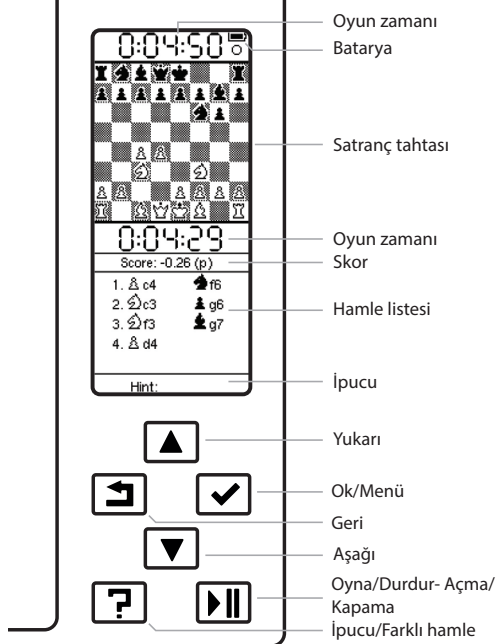 0:04:50
Oyun zamanı
Batarya
Satranç tahtası
0:04:29
Oyun zamanı
Score: -0.26 (p)
Skor
1. ♙ c4 ♞f6
2. ♘c3 ♟ g6
3. ♘f3 ♝ g7
4. ♙ d4
Hamle listesi
Hint:
İpucu
Yukarı
Ok/Menü
Geri
Aşağı
?
Oyna/Durdur- Açma/
Kapama
İpucu/Farklı hamle